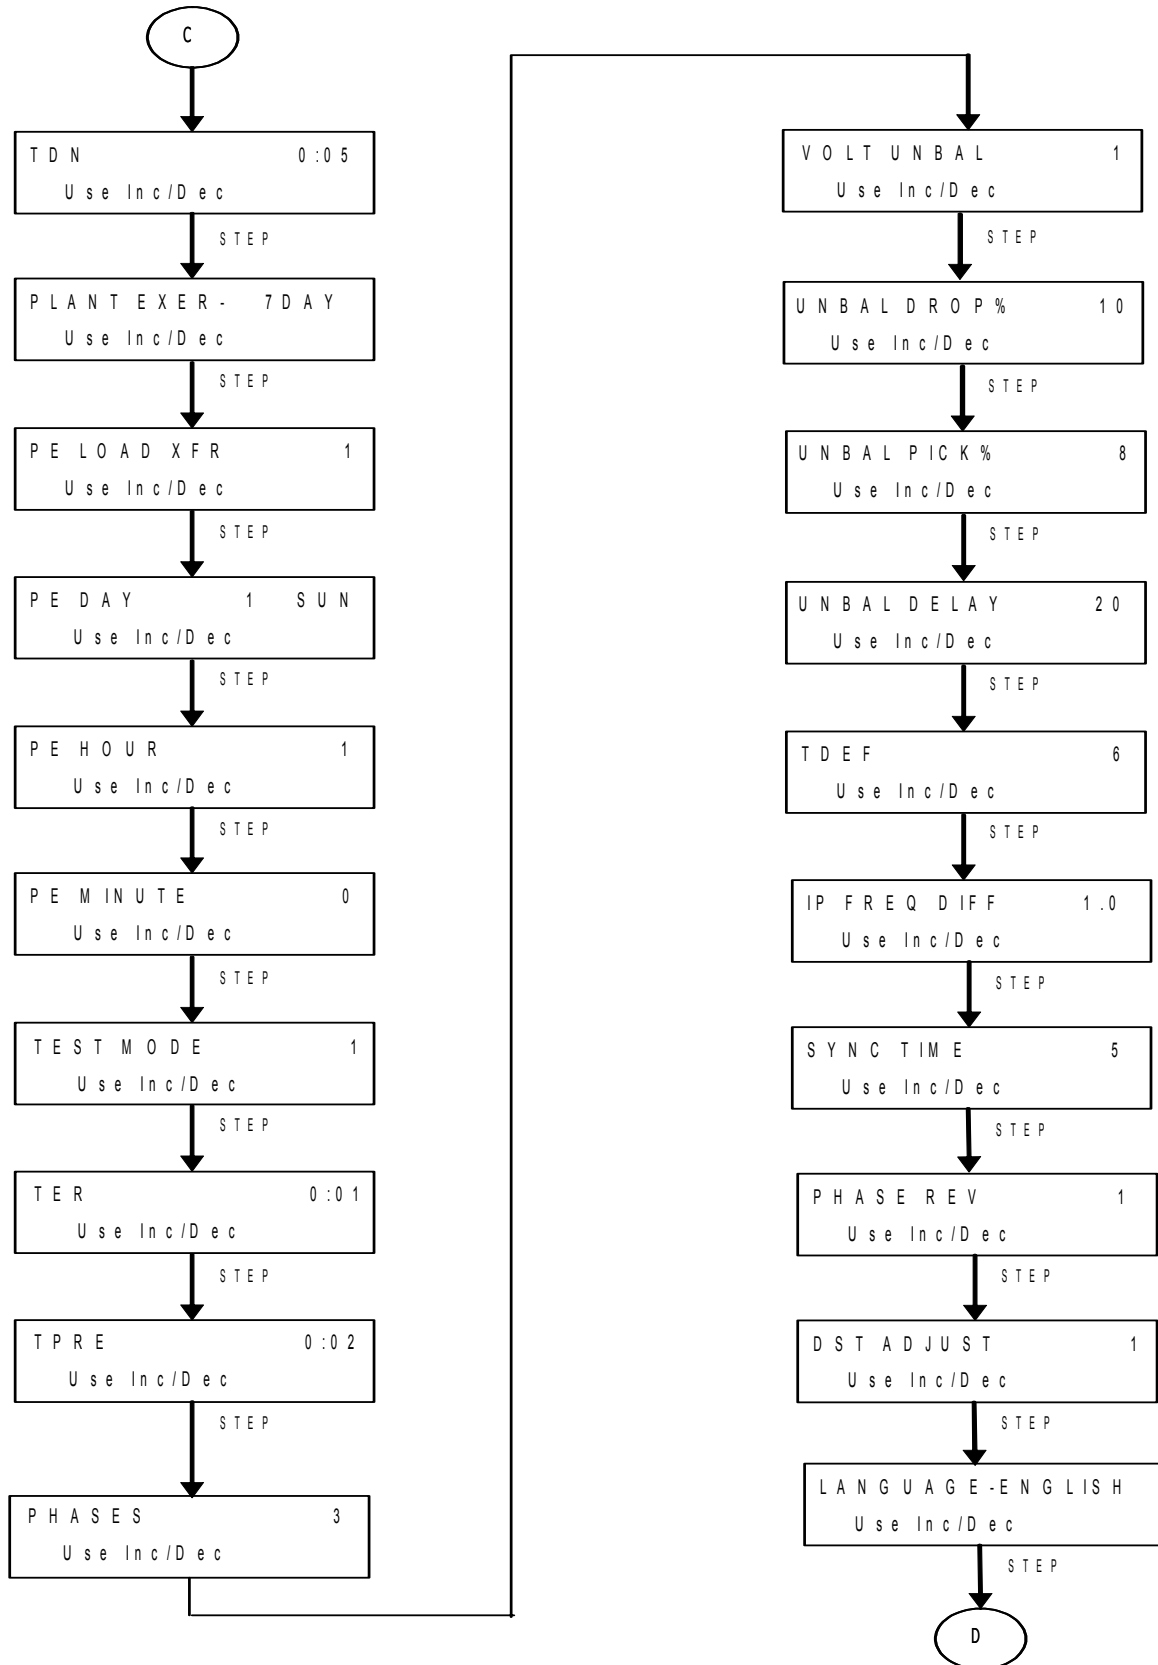 C
TDN 0:05
Use Inc/Dec
STEP
PLANT EXER- 7DAY
Use Inc/Dec
STEP
PE LOAD XFR 1
Use Inc/Dec
STEP
PE DAY 1 SUN
Use Inc/Dec
STEP
PE HOUR 1
Use Inc/Dec
STEP
PE MINUTE 0
Use Inc/Dec
STEP
TEST MODE 1
Use Inc/Dec
STEP
TER 0:01
Use Inc/Dec
STEP
TPRE 0:02
Use Inc/Dec
STEP
PHASES 3
Use Inc/Dec
VOLT UNBAL 1
Use Inc/Dec
STEP
UNBAL DROP% 10
Use Inc/Dec
STEP
UNBAL PICK% 8
Use Inc/Dec
STEP
UNBAL DELAY 20
Use Inc/Dec
STEP
TDEF 6
Use Inc/Dec
STEP
IP FREQ DIFF 1.0
Use Inc/Dec
STEP
SYNC TIME 5
Use Inc/Dec
STEP
PHASE REV 1
Use Inc/Dec
STEP
DST ADJUST 1
Use Inc/Dec
STEP
LANGUAGE-ENGLISH
Use Inc/Dec
STEP
D